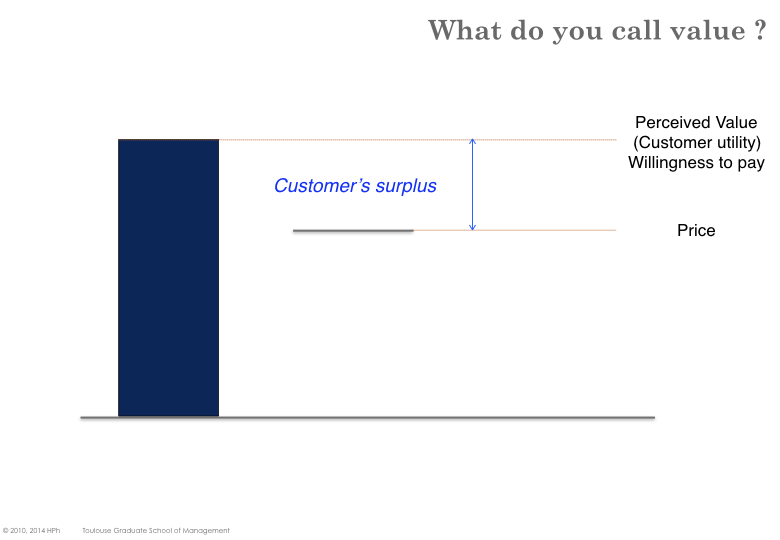 What do you call value ?
Perceived Value
(Customer utility)
Willingness to pay
Customer’s surplus
Price
© 2010, 2014 HPh Toulouse Graduate School of Management